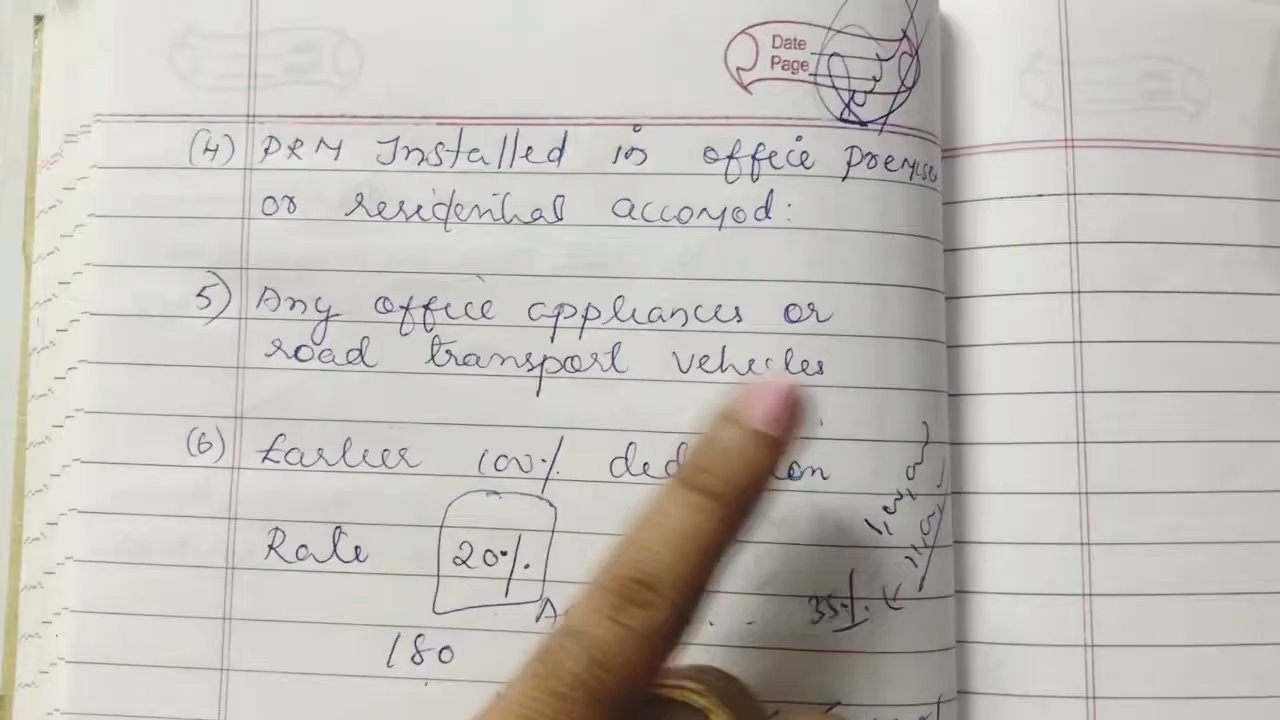 Date
Page
(4) P&M Installed in office premises
or residential accomod:
5) Any office appliances or
road transport vehicles
(6) Earlier 100%
Rate 20%.
35%.
180